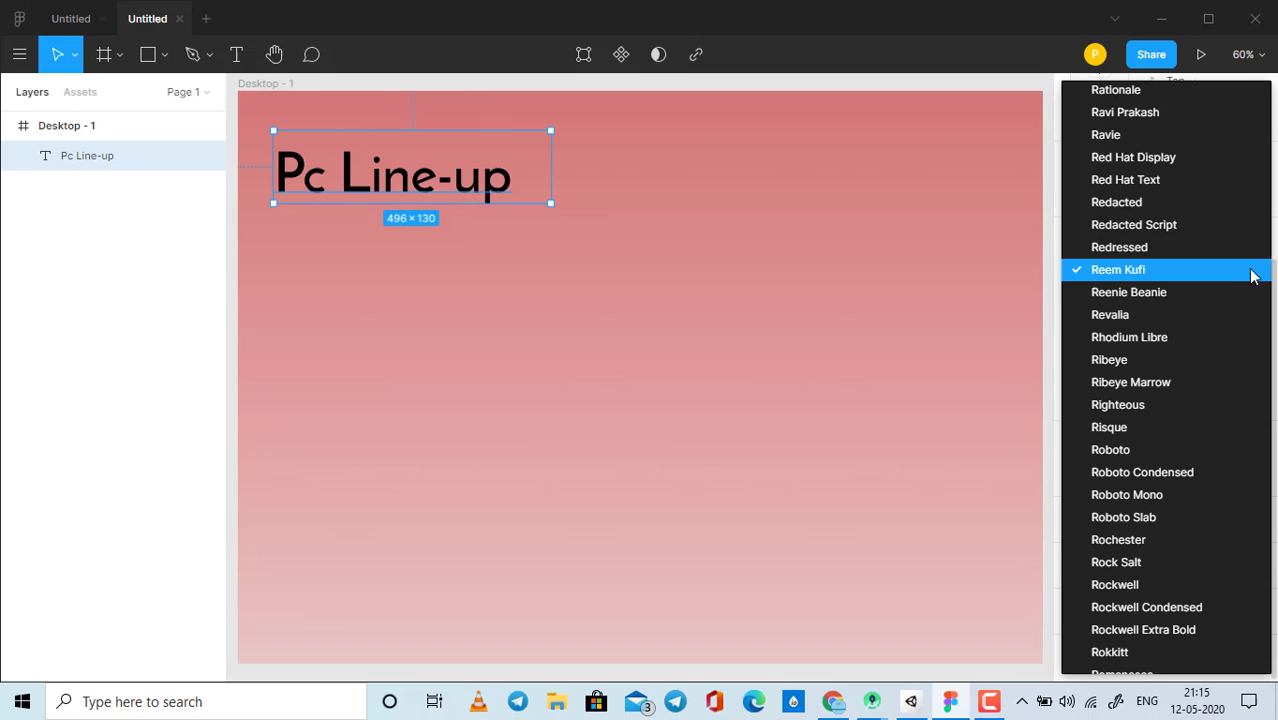 Untitled
Untitled
Share
60%
Layers
Assets
Page 1
Desktop - 1
Pc Line-up
Desktop - 1
Pc Line-up
496 × 130
Rationale
Ravi Prakash
Ravie
Red Hat Display
Red Hat Text
Redacted
Redacted Script
Redressed
Reem Kufi
Reenie Beanie
Revalia
Rhodium Libre
Ribeye
Ribeye Marrow
Righteous
Risque
Roboto
Roboto Condensed
Roboto Mono
Roboto Slab
Rochester
Rock Salt
Rockwell
Rockwell Condensed
Rockwell Extra Bold
Rokkitt
P
Type here to search
3
ENG
21:15
12-05-2020